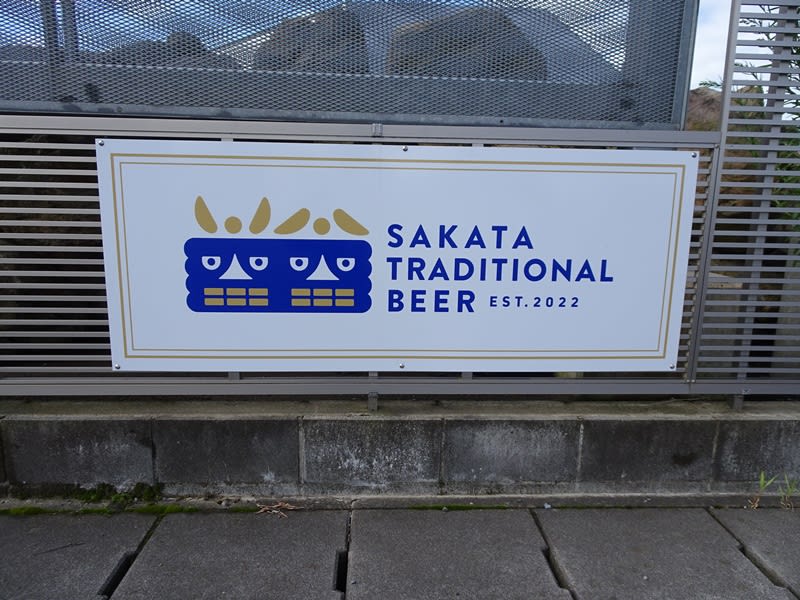 SAKATA
TRADITIONAL
BEER EST. 2022